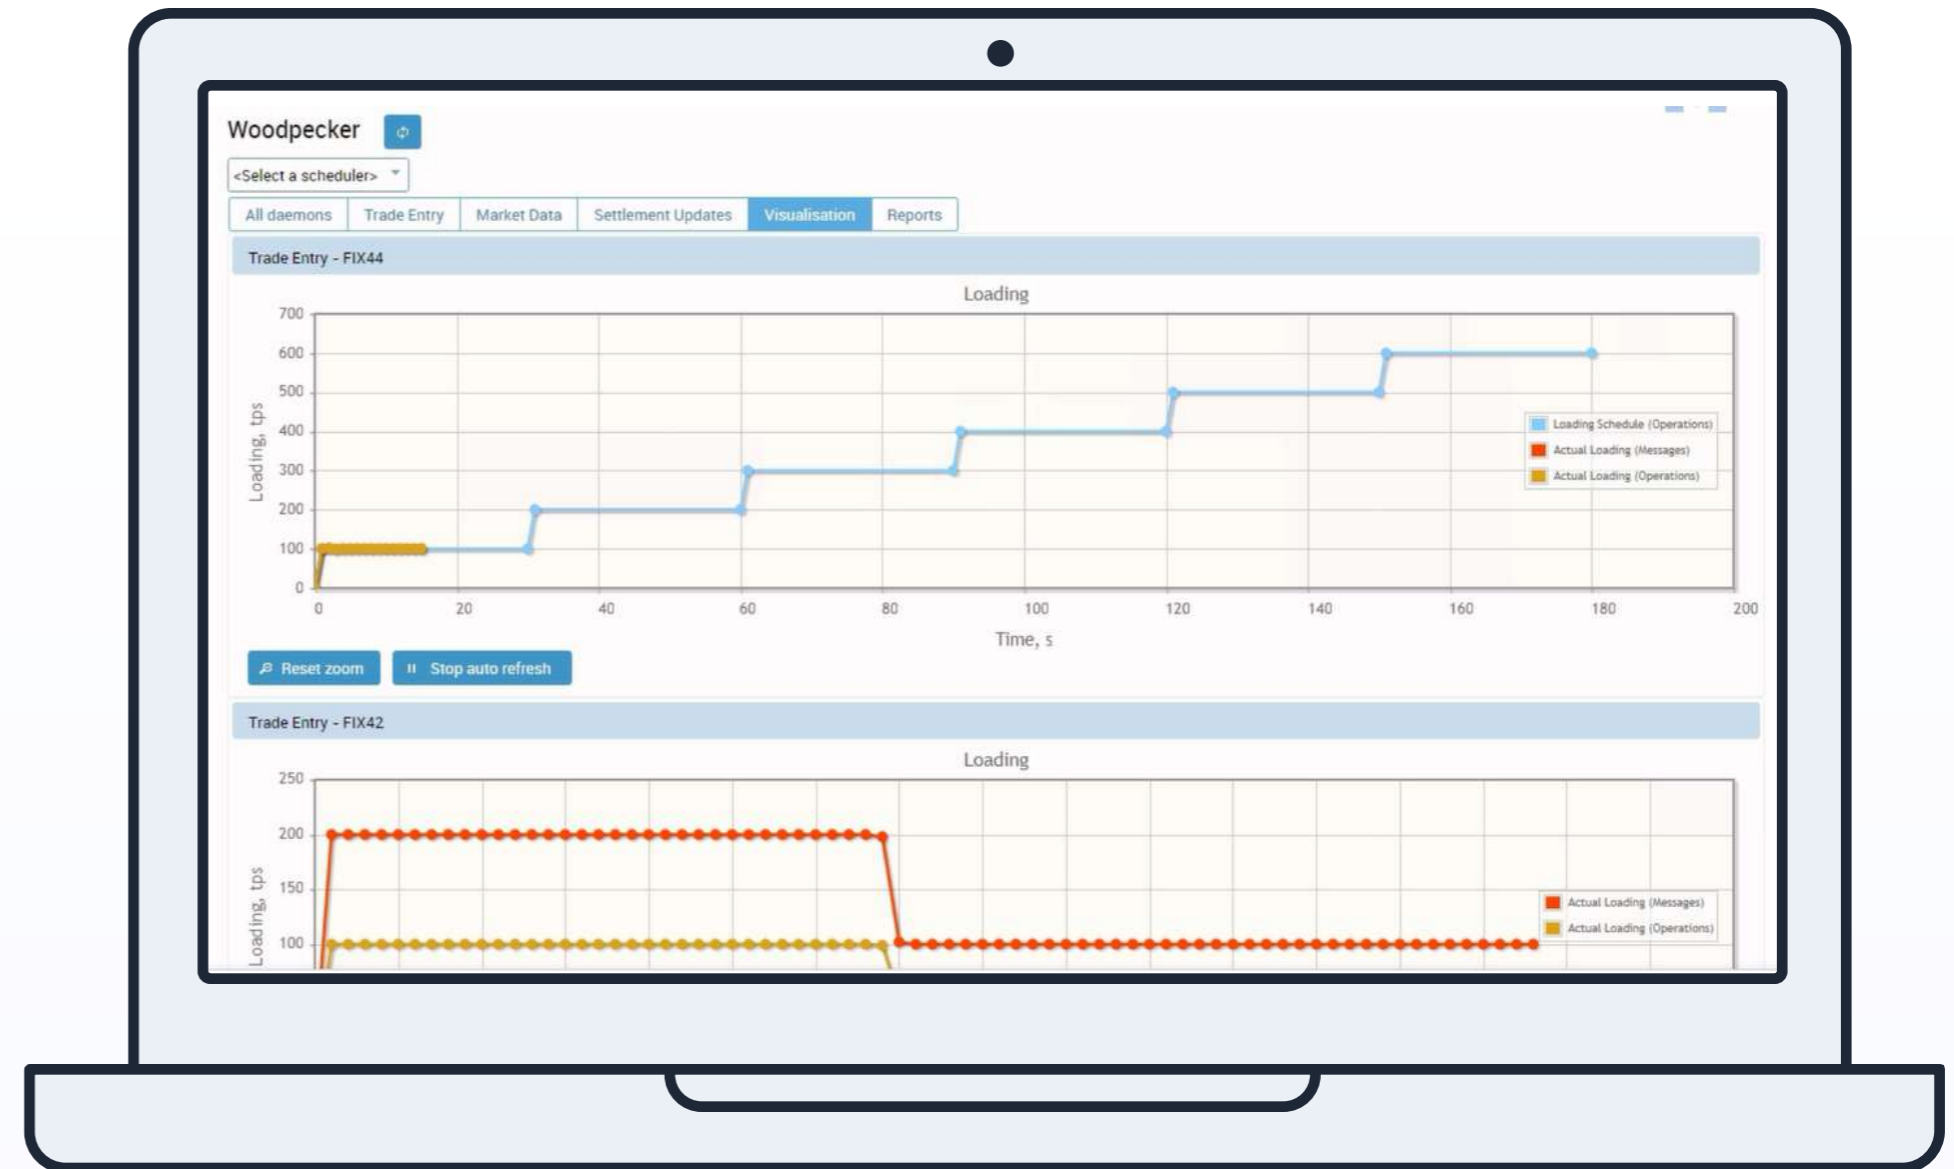 Woodpecker
<Select a scheduler>
All daemons Trade Entry Market Data Settlement Updates Visualisation Reports
Trade Entry - FIX44
Loading
700
600
500
400
300
200
100
0
Loading, tps
Loading Schedule (Operations)
Actual Loading (Messages)
Actual Loading (Operations)
0 20 40 60 80 100 120 140 160 180 200
Time, s
Reset zoom Stop auto refresh
Trade Entry - FIX42
Loading
250
200
150
100
Loading, tps
Actual Loading (Messages)
Actual Loading (Operations)